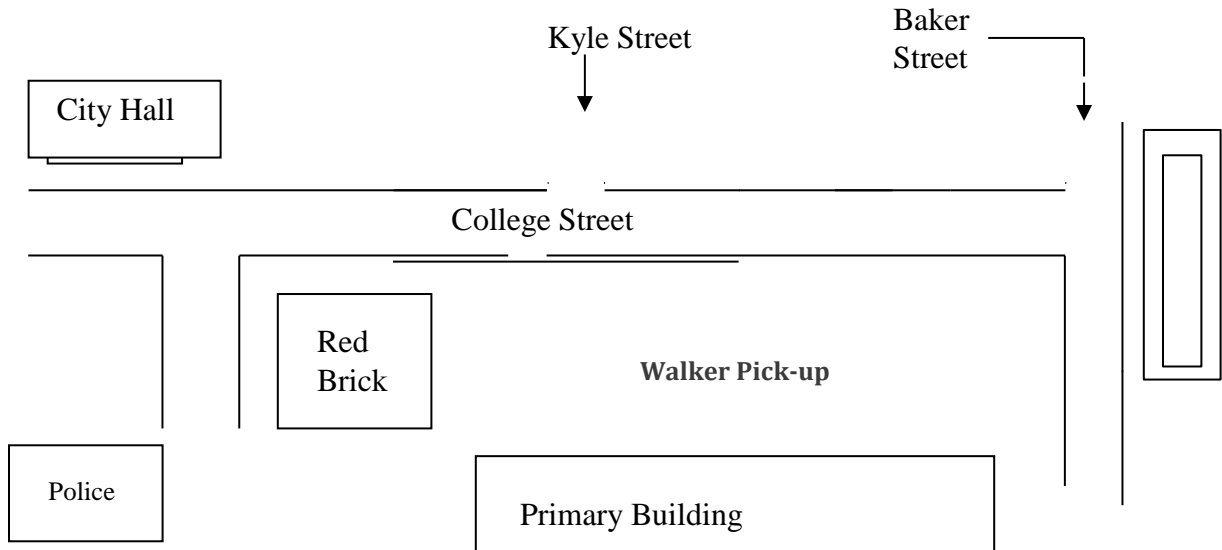 Kyle Street
Baker
Street
City Hall
College Street
Red
Brick
Walker Pick-up
Police
Primary Building